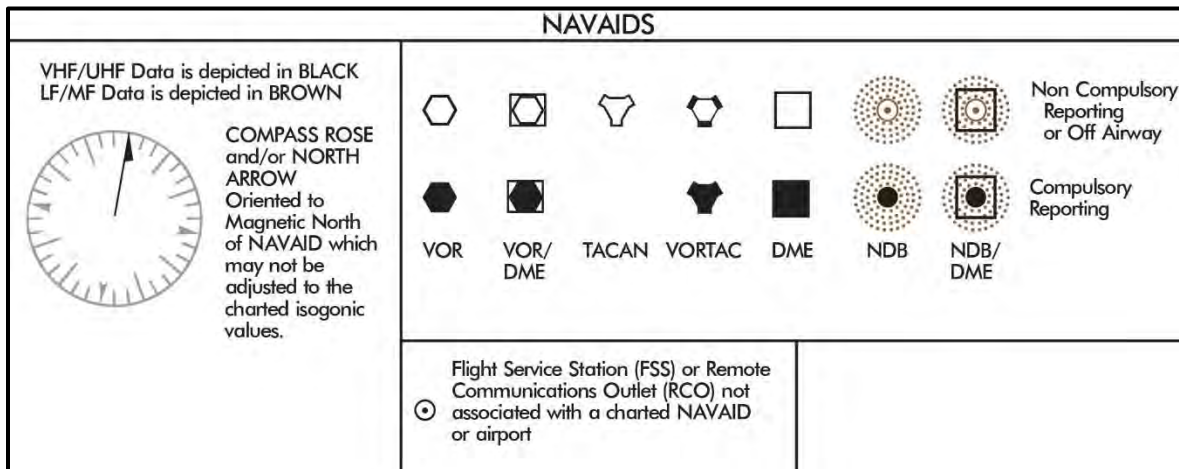 NAVAIDS
VHF/UHF Data is depicted in BLACK
LF/MF Data is depicted in BROWN
COMPASS ROSE
and/or NORTH
ARROW
Oriented to
Magnetic North
of NAVAID which
may not be
adjusted to the
charted isogonic
values.
Non Compulsory
Reporting
or Off Airway
Compulsory
Reporting
VOR
VOR/
DME
TACAN
VORTAC
DME
NDB
NDB/
DME
Flight Service Station (FSS) or Remote
Communications Outlet (RCO) not
associated with a charted NAVAID
or airport